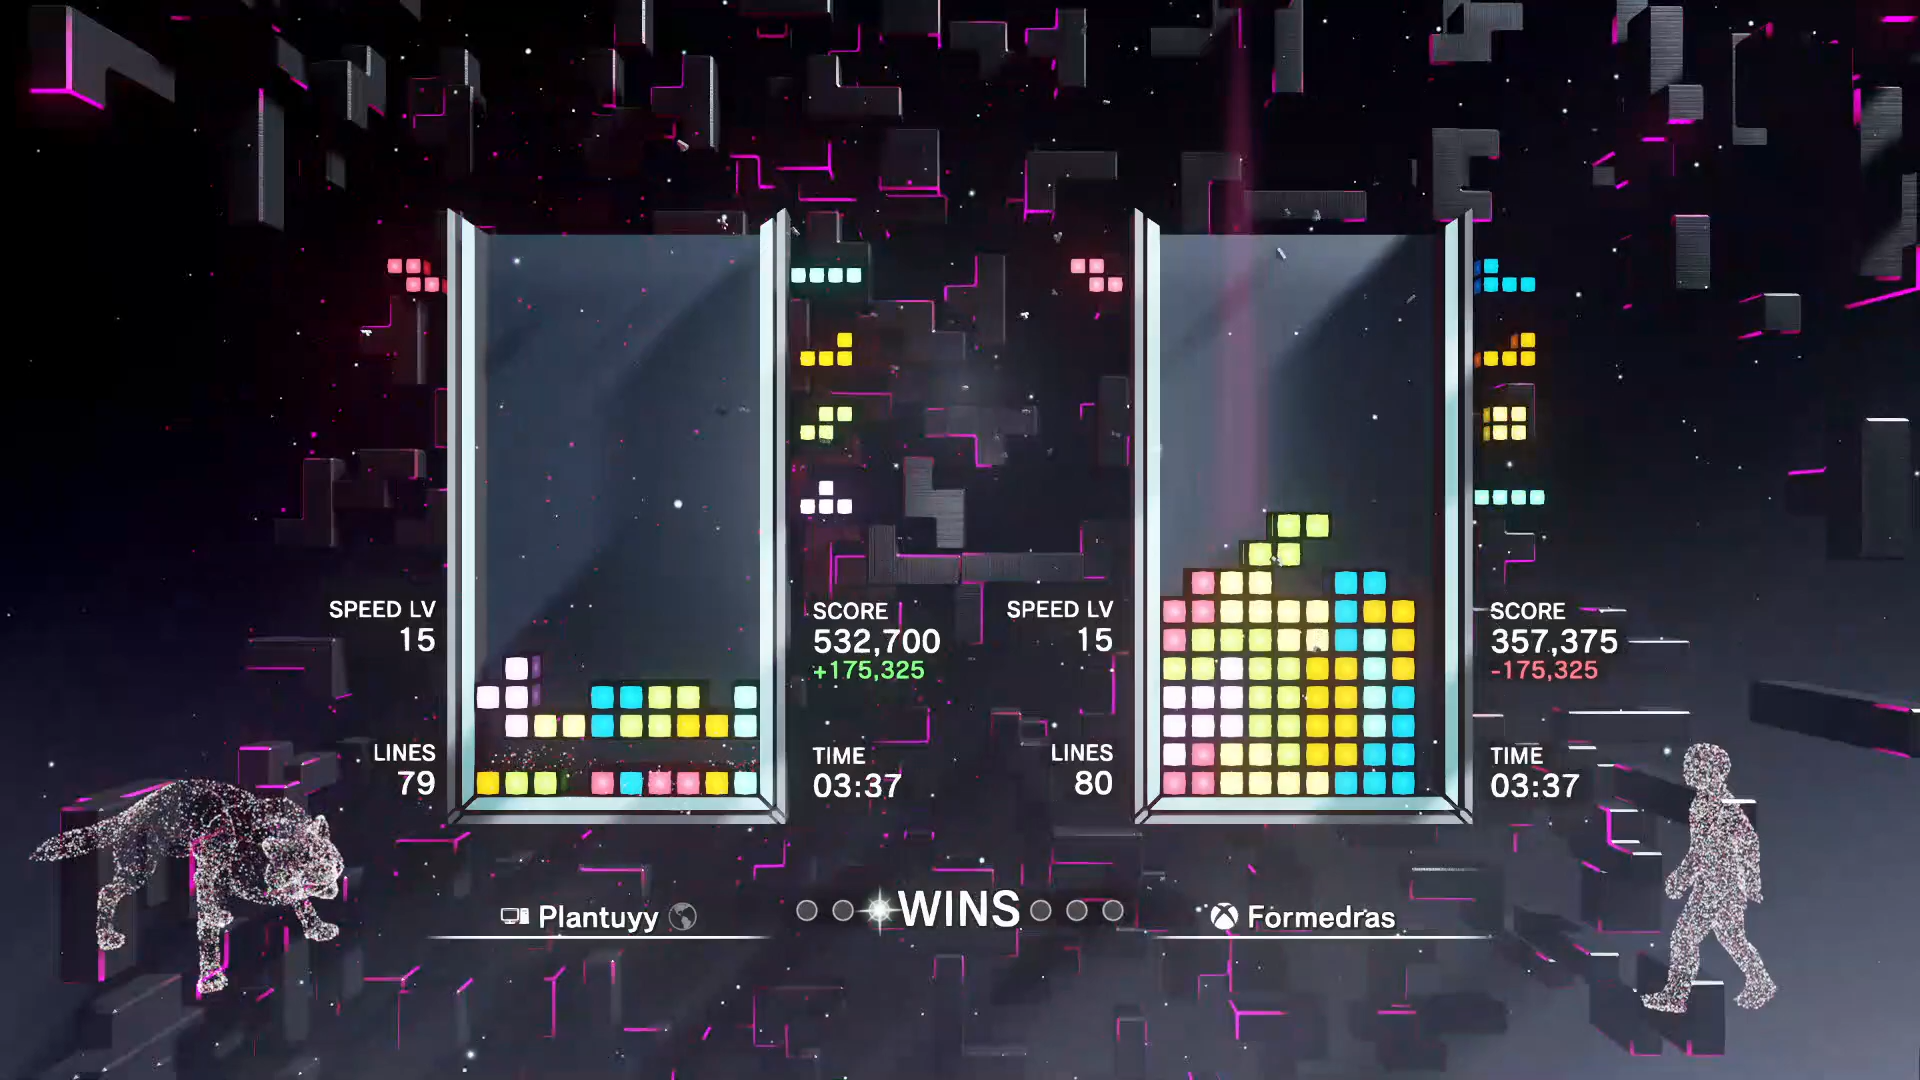 SPEED LV
15
SCORE
532,700
+175,325
LINES
79
TIME
03:37
SPEED LV
15
SCORE
357,375
-175,325
LINES
80
TIME
03:37
Plantuyy
WINS
Formedras